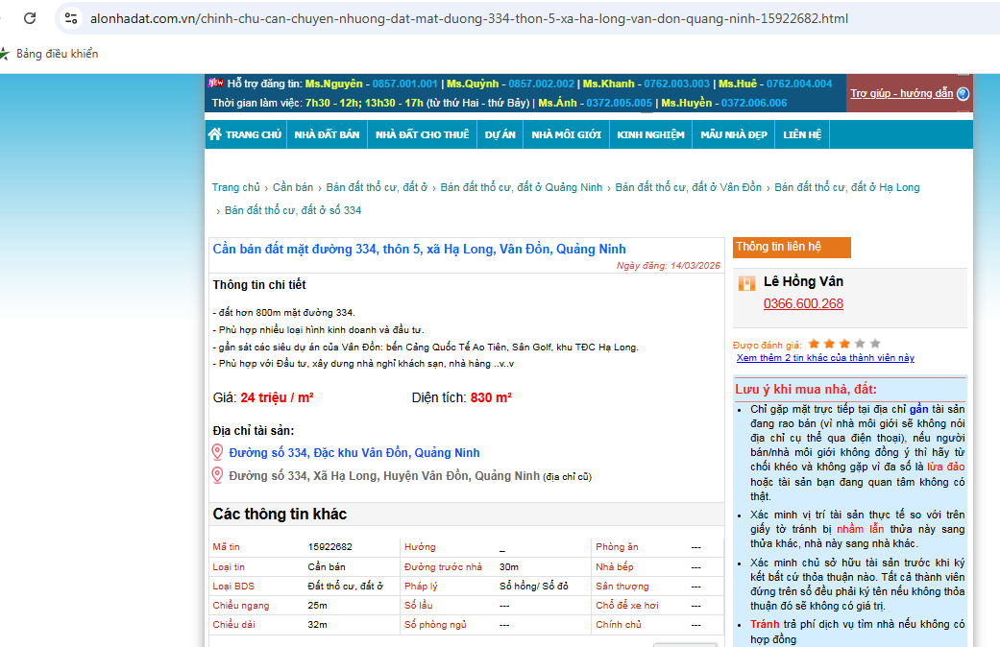 alonhadat.com.vn/chinh-chu-can-chuyen-nhuong-dat-mat-duong-334-thon-5-xa-ha-long-van-don-quang-ninh-15922682.html
Bảng điều khiển
NEW Hỗ trợ đăng tin: Ms.Nguyên - 0857.001.001 | Ms.Quỳnh - 0857.002.002 | Ms.Khanh - 0762.003.003 | Ms.Huê - 0762.004.004
Thời gian làm việc: 7h30 - 12h; 13h30 - 17h (từ thứ Hai - thứ Bảy) | Ms.Ánh - 0372.005.005 | Ms.Huyền - 0372.006.006
Trợ giúp - hướng dẫn
TRANG CHỦ NHÀ ĐẤT BÁN NHÀ ĐẤT CHO THUÊ DỰ ÁN NHÀ MÔI GIỚI KINH NGHIỆM MẪU NHÀ ĐẸP LIÊN HỆ
Trang chủ › Cần bán › Bán đất thổ cư, đất ở › Bán đất thổ cư, đất ở Quảng Ninh › Bán đất thổ cư, đất ở Vân Đồn › Bán đất thổ cư, đất ở Hạ Long
› Bán đất thổ cư, đất ở số 334
Cần bán đất mặt đường 334, thôn 5, xã Hạ Long, Vân Đồn, Quảng Ninh
Ngày đăng: 14/03/2026
Thông tin chi tiết
- đất hơn 800m mặt đường 334.
- Phù hợp nhiều loại hình kinh doanh và đầu tư.
- gần sát các siêu dự án của Vân Đồn: bến Cảng Quốc Tế Ao Tiên, Sân Golf, khu TĐC Hạ Long.
- Phù hợp với Đầu tư, xây dựng nhà nghỉ khách sạn, nhà hàng ..v..v
Giá: 24 triệu / m² Diện tích: 830 m²
Địa chỉ tài sản:
Đường số 334, Đặc khu Vân Đồn, Quảng Ninh
Đường số 334, Xã Hạ Long, Huyện Vân Đồn, Quảng Ninh (địa chỉ cũ)
Các thông tin khác
Mã tin 15922682 Hướng _ Phòng ăn ---
Loại tin Cần bán Đường trước nhà 30m Nhà bếp ---
Loại BDS Đất thổ cư, đất ở Pháp lý Sổ hồng/ Sổ đỏ Sân thượng ---
Chiều ngang 25m Số lầu --- Chổ để xe hơi ---
Chiều dài 32m Số phòng ngủ --- Chính chủ ---
Thông tin liên hệ
Lê Hồng Vân
0366.600.268
Được đánh giá:
Xem thêm 2 tin khác của thành viên này
Lưu ý khi mua nhà, đất:
• Chỉ gặp mặt trực tiếp tại địa chỉ gần tài sản
đang rao bán (vì nhà môi giới sẽ không nói
địa chỉ cụ thể qua điện thoại), nếu người
bán/nhà môi giới không đồng ý thì hãy từ
chối khéo và không gặp vì đa số là lừa đảo
hoặc tài sản bạn đang quan tâm không có
thật.
• Xác minh vị trí tài sản thực tế so với trên
giấy tờ tránh bị nhầm lẫn thửa này sang
thửa khác, nhà này sang nhà khác.
• Xác minh chủ sở hữu tài sản trước khi ký
kết bất cứ thỏa thuận nào. Tất cả thành viên
đứng trên sổ đều phải ký tên nếu không thỏa
thuận đó sẽ không có giá trị.
• Tránh trả phí dịch vụ tìm nhà nếu không có
hợp đồng